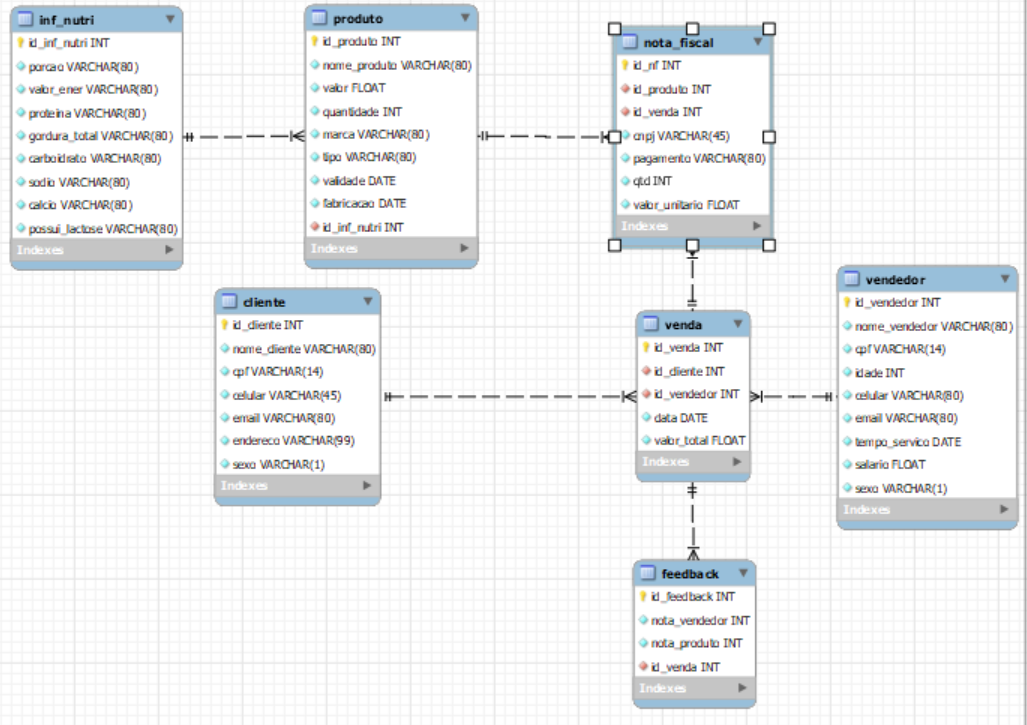 inf_nutri
id_inf_nutri INT
porcao VARCHAR(80)
valor_ener VARCHAR(80)
proteina VARCHAR(80)
gordura_total VARCHAR(80)
carboidrato VARCHAR(80)
sodio VARCHAR(80)
calcio VARCHAR(80)
possui_lactose VARCHAR(80)
Indexes
produto
id_produto INT
nome_produto VARCHAR(80)
valor FLOAT
quantidade INT
marca VARCHAR(80)
tipo VARCHAR(80)
validade DATE
fabricacao DATE
id_inf_nutri INT
Indexes
nota_fiscal
id_nf INT
id_produto INT
id_venda INT
cnpj VARCHAR(45)
pagamento VARCHAR(80)
qtd INT
valor_unitario FLOAT
Indexes
cliente
id_cliente INT
nome_cliente VARCHAR(80)
cpf VARCHAR(14)
celular VARCHAR(45)
email VARCHAR(80)
endereco VARCHAR(99)
sexo VARCHAR(1)
Indexes
venda
id_venda INT
id_cliente INT
id_vendedor INT
data DATE
valor_total FLOAT
Indexes
vendedor
id_vendedor INT
nome_vendedor VARCHAR(80)
cpf VARCHAR(14)
idade INT
celular VARCHAR(80)
email VARCHAR(80)
tempo_servico DATE
salario FLOAT
sexo VARCHAR(1)
Indexes
feedback
id_feedback INT
nota_vendedor INT
nota_produto INT
id_venda INT
Indexes